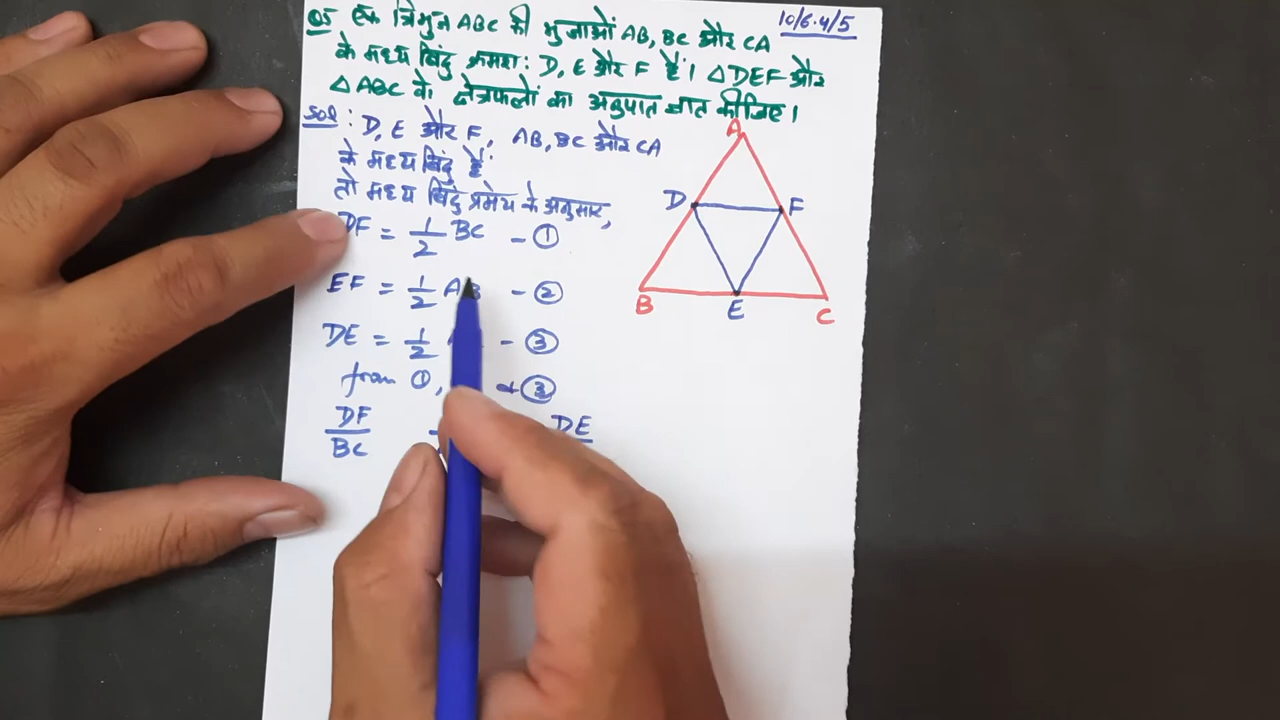 Q5 एक त्रिभुज ABC की भुजाओं AB, BC और CA
10/6.4/5
के मध्य बिंदु क्रमश: D, E और F हैं। △DEF और
△ABC के क्षेत्रफलों का अनुपात ज्ञात कीजिए।
Sol: D, E और F, AB, BC और CA
के मध्य बिंदु हैं
तो मध्य बिंदु प्रमेय के अनुसार,
DF = 1/2 BC - ①
EF = 1/2 AB - ②
DE = 1/2 - ③
from ①, ③
DF/BC = DE
A
D F
B E C